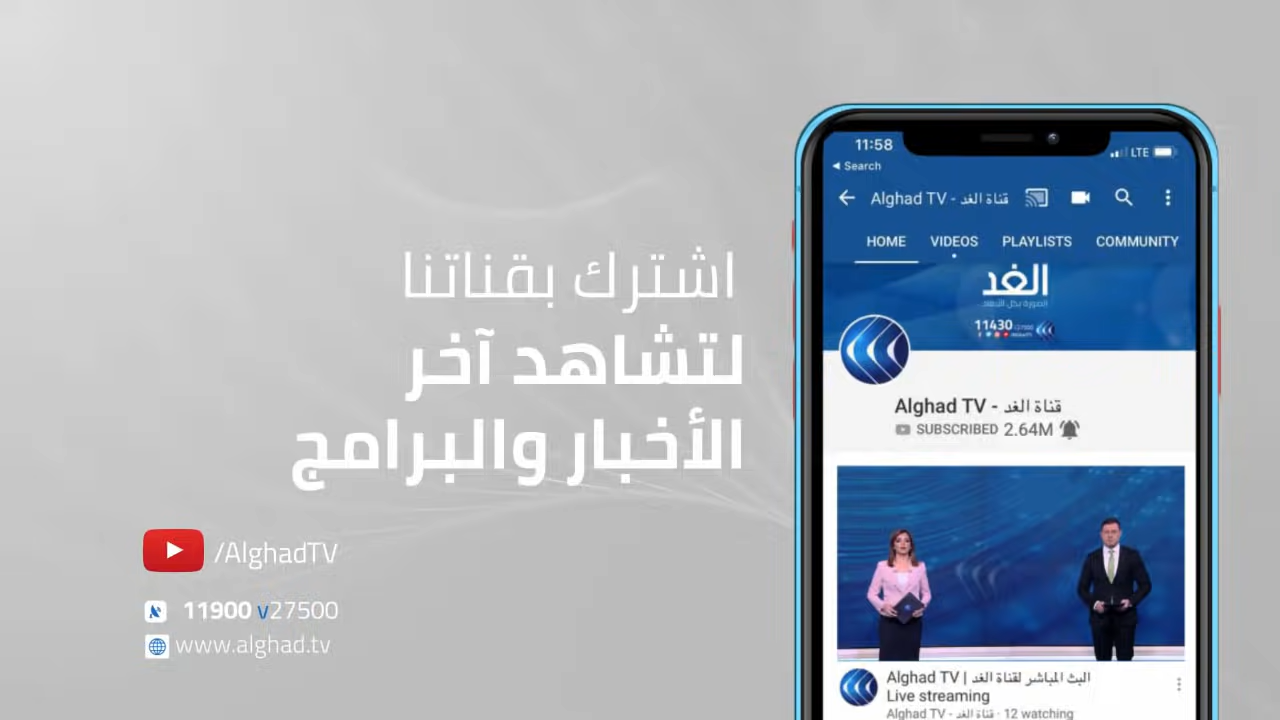 اشترك بقناتنا
لتشاهد آخر
الأخبار والبرامج
/AlghadTV
11900 v27500
www.alghad.tv
11:58
LTE
Search
Alghad TV - قناة الغد
HOME VIDEOS PLAYLISTS COMMUNITY
الغد
11430
Alghad TV - قناة الغد
SUBSCRIBED 2.64M
Alghad TV | البث المباشر لقناة الغد
Live streaming
Alghad TV - قناة الغد · 12 watching